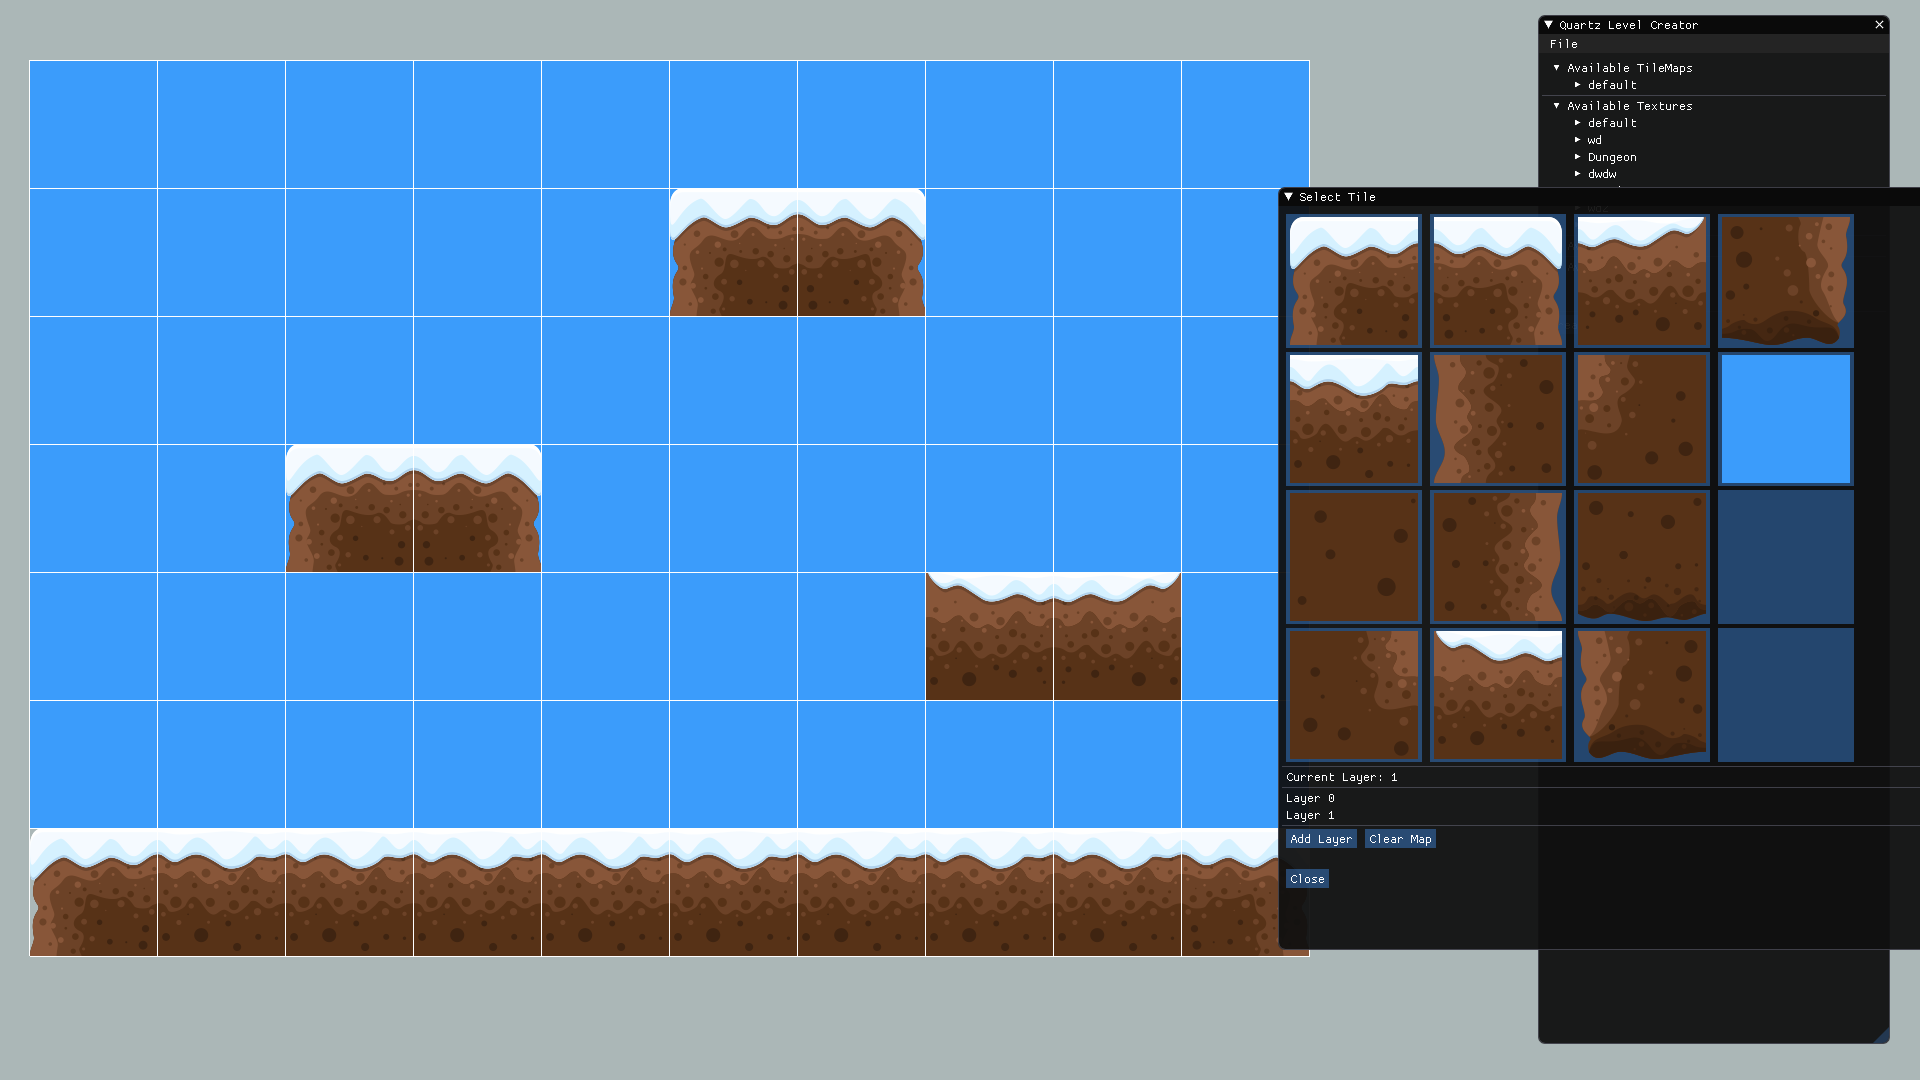 Quartz Level Creator
File
Available TileMaps
default
Available Textures
default
wd
Dungeon
dwdw
Select Tile
Current Layer: 1
Layer 0
Layer 1
Add Layer Clear Map
Close